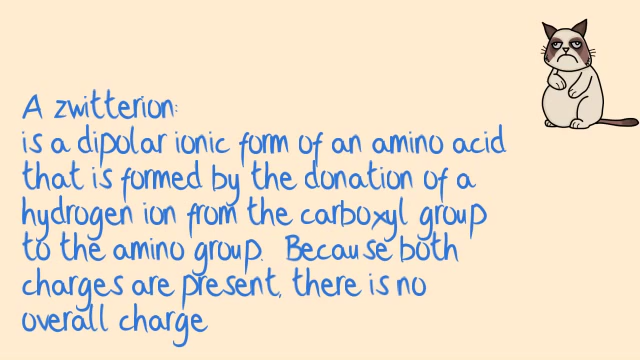 A zwitterion:
is a dipolar ionic form of an amino acid
that is formed by the donation of a
hydrogen ion from the carboxyl group
to the amino group. Because both
charges are present, there is no
overall charge